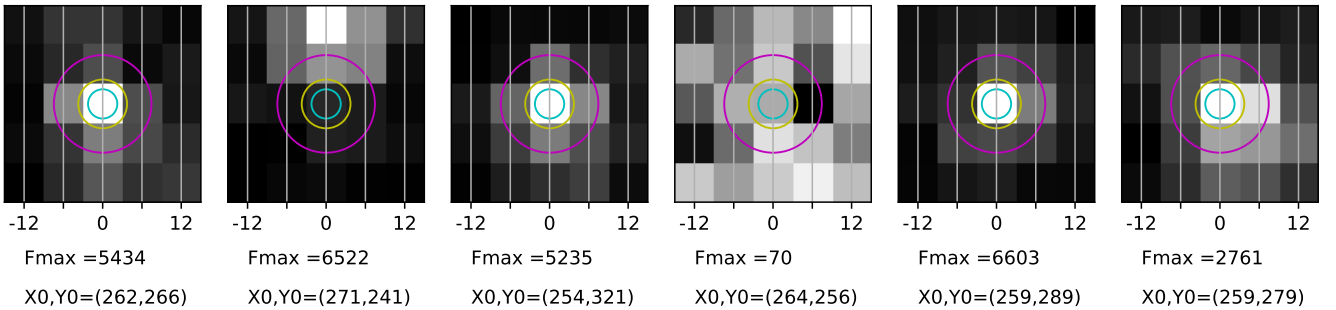 -12 0 12 -12 0 12 -12 0 12 -12 0 12 -12 0 12 -12 0 12
Fmax =5434 Fmax =6522 Fmax =5235 Fmax =70 Fmax =6603 Fmax =2761
X0,Y0=(262,266) X0,Y0=(271,241) X0,Y0=(254,321) X0,Y0=(264,256) X0,Y0=(259,289) X0,Y0=(259,279)